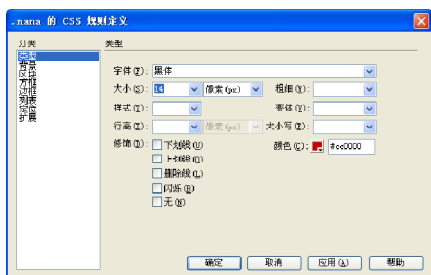 .nana 的 CSS 规则定义
分类
类型
背景
区块
方框
边框
列表
定位
扩展
类型
字体(F): 黑体
大小(S): 14 像素(px) 粗细(W):
样式(T): 变体(V):
行高(I): 像素(px) 大小写(R):
修饰(D): 下划线(U) 颜色(C): #cc0000
上划线(O)
删除线(L)
闪烁(B)
无(N)
确定 取消 应用(A) 帮助